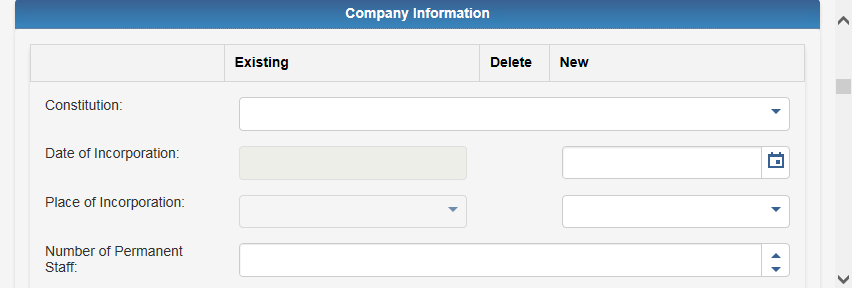 Company Information
Existing Delete New
Constitution:
Date of Incorporation:
Place of Incorporation:
Number of Permanent
Staff: